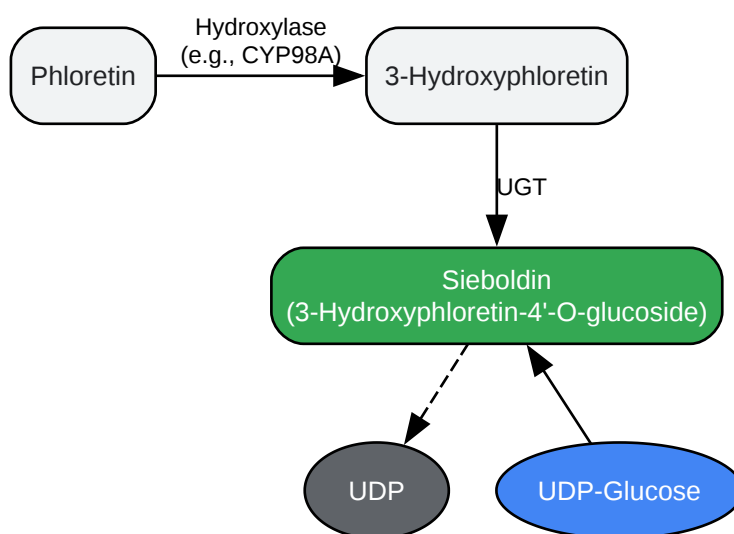 Hydroxylase
(e.g., CYP98A)
Phloretin
3-Hydroxyphloretin
UGT
Sieboldin
(3-Hydroxyphloretin-4'-O-glucoside)
UDP
UDP-Glucose